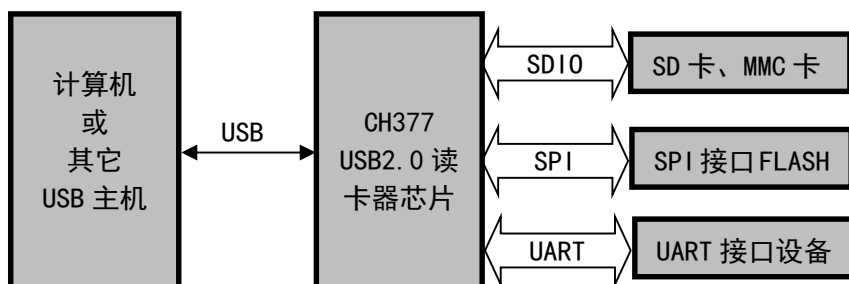 计算机
或
其它
USB 主机
USB
CH377
USB2.0 读
卡器芯片
SDIO
SD 卡、MMC 卡
SPI
SPI 接口 FLASH
UART
UART 接口设备